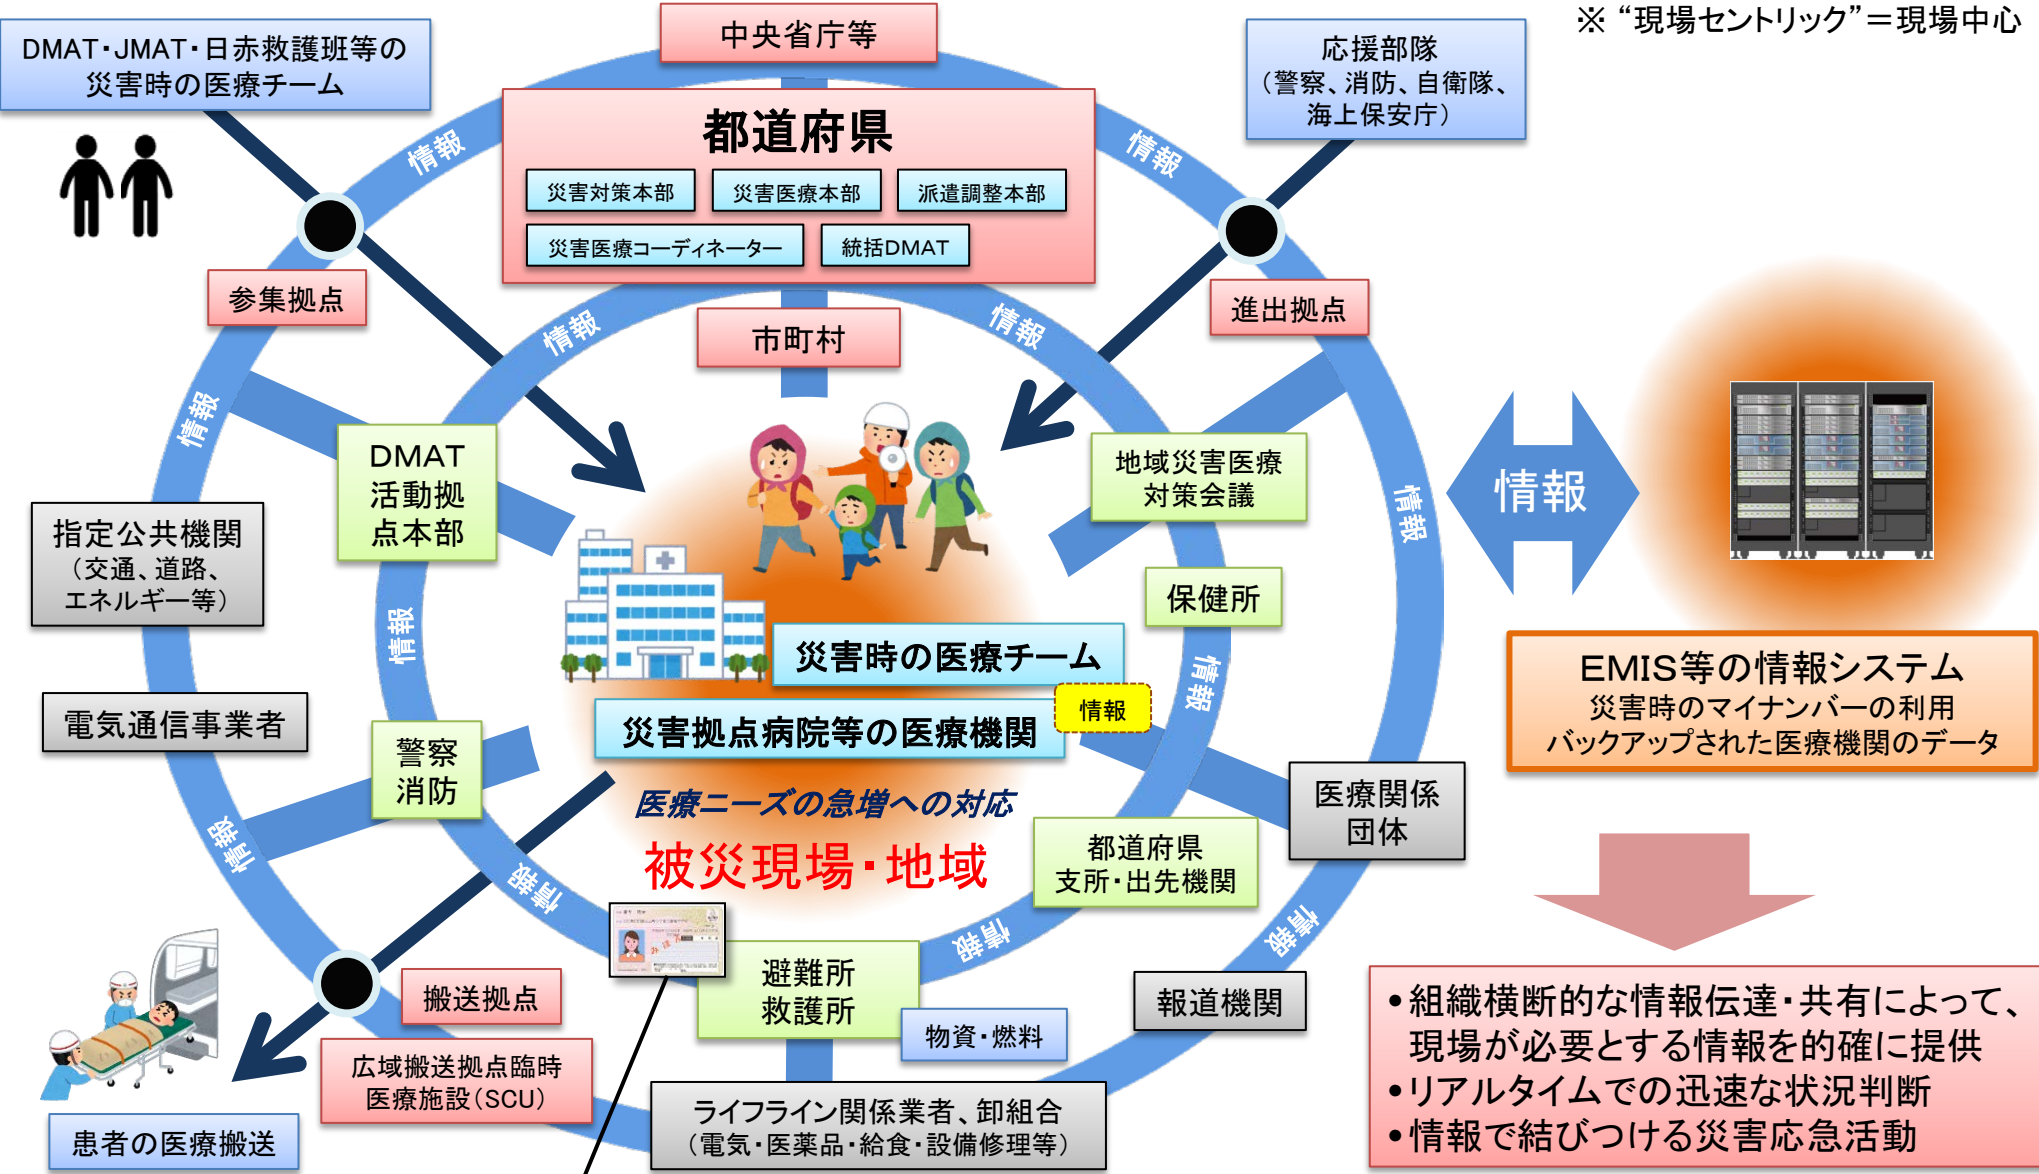 ※ “現場セントリック”＝現場中心
中央省庁等
DMAT・JMAT・日赤救護班等の
災害時の医療チーム
応援部隊
（警察、消防、自衛隊、
海上保安庁）
都道府県
災害対策本部
災害医療本部
派遣調整本部
災害医療コーディネーター
統括DMAT
情報
情報
参集拠点
進出拠点
情報
情報
市町村
情報
DMAT
活動拠
点本部
地域災害医療
対策会議
情報
情報
指定公共機関
（交通、道路、
エネルギー等）
保健所
情報
情報
災害時の医療チーム
EMIS等の情報システム
災害時のマイナンバーの利用
バックアップされた医療機関のデータ
電気通信事業者
災害拠点病院等の医療機関
情報
警察
消防
医療ニーズの急増への対応
医療関係
団体
被災現場・地域
都道府県
支所・出先機関
情報
情報
情報
情報
避難所
救護所
搬送拠点
物資・燃料
報道機関
広域搬送拠点臨時
医療施設（SCU）
ライフライン関係業者、卸組合
（電気・医薬品・給食・設備修理等）
患者の医療搬送
•組織横断的な情報伝達・共有によって、
現場が必要とする情報を的確に提供
•リアルタイムでの迅速な状況判断
•情報で結びつける災害応急活動